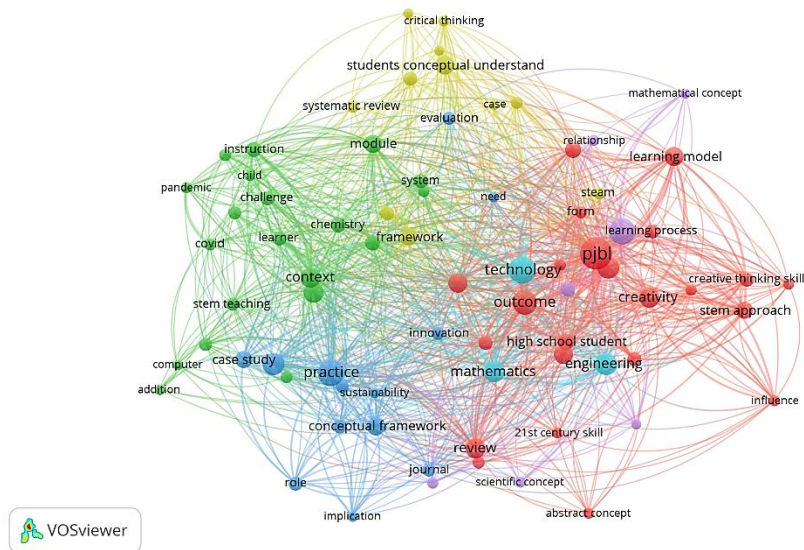 critical thinking
students conceptual understand
mathematical concept
systematic review
case
evaluation
relationship
module
instruction
learning model
child
system
pandemic
steam
need
challenge
form
chemistry
learning process
covid
learner
framework
pjbl
technology
context
creative thinking skill
creativity
stem teaching
outcome
stem approach
innovation
high school student
case study
computer
engineering
practice
mathematics
addition
sustainability
influence
conceptual framework
21st century skill
review
journal
role
scientific concept
implication
abstract concept
VOSviewer